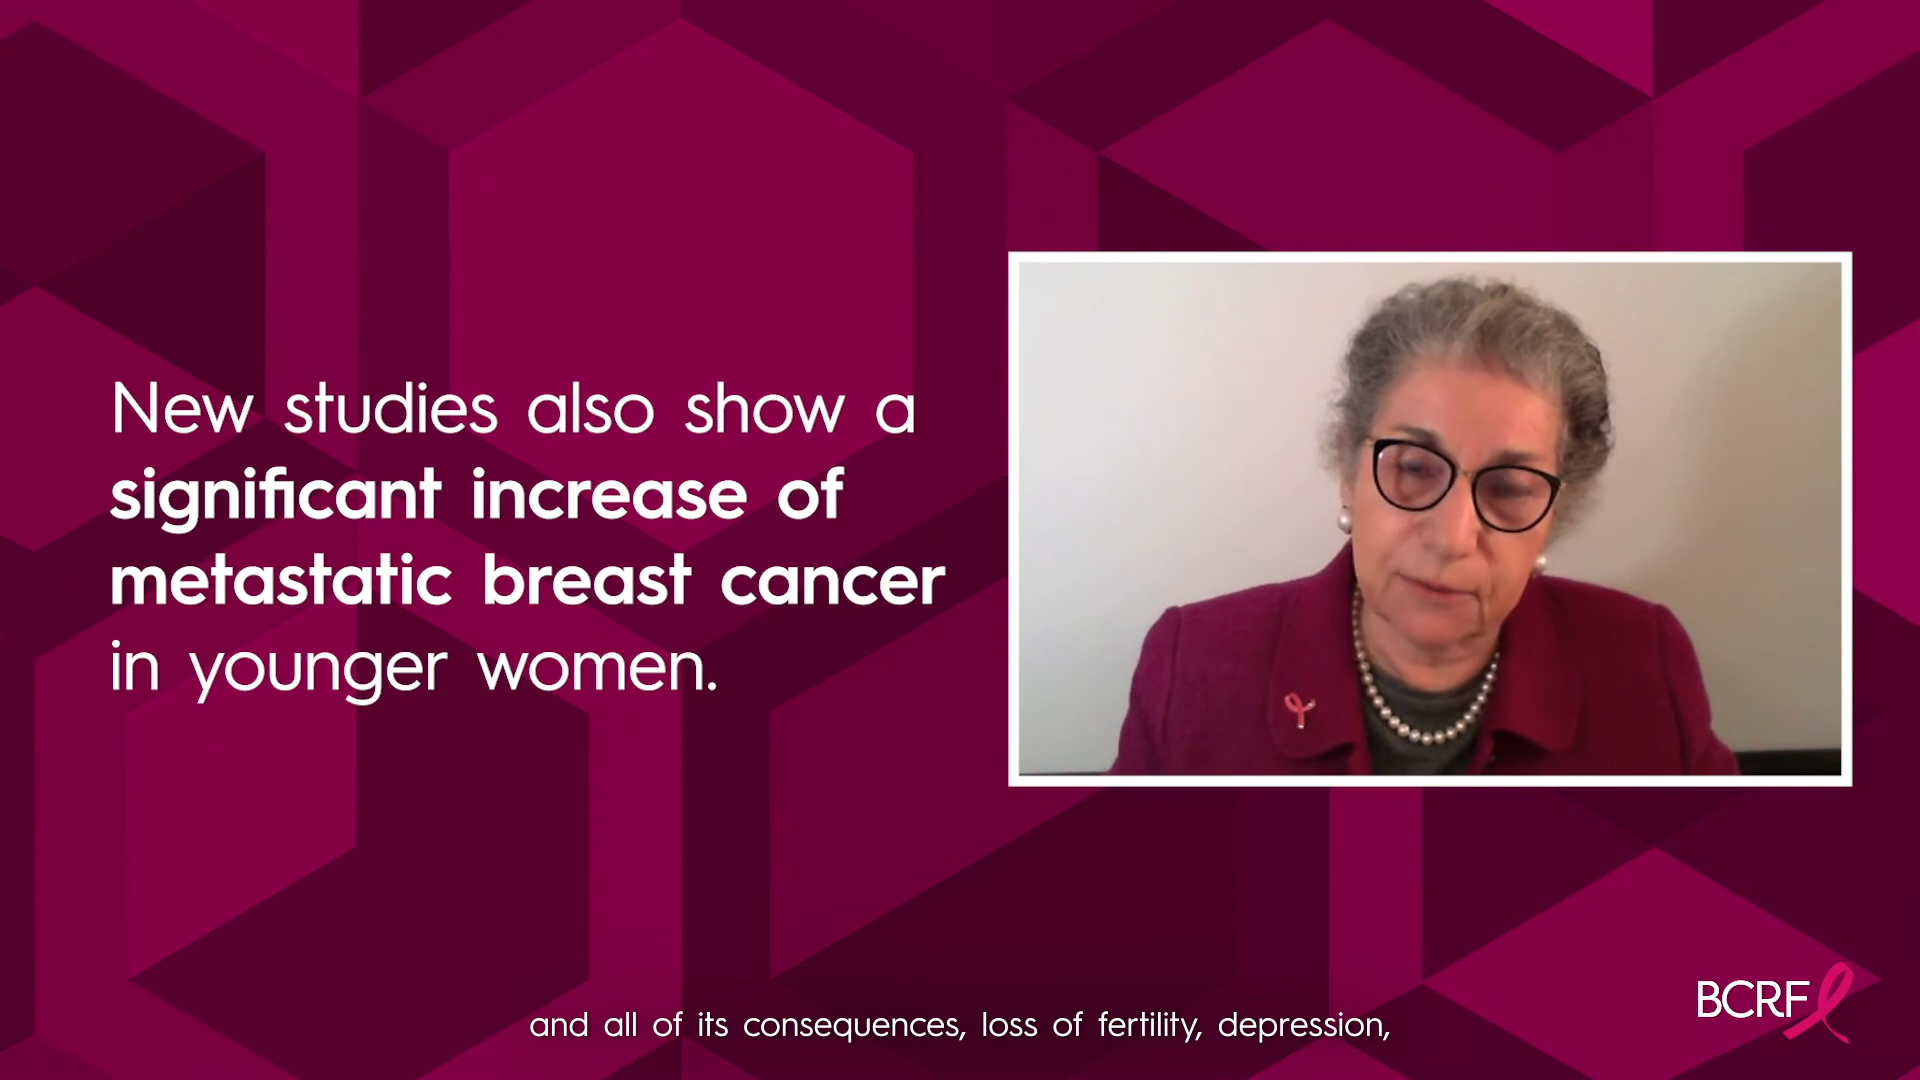 New studies also show a
significant increase of
metastatic breast cancer
in younger women.
BCRF
and all of its consequences, loss of fertility, depression,